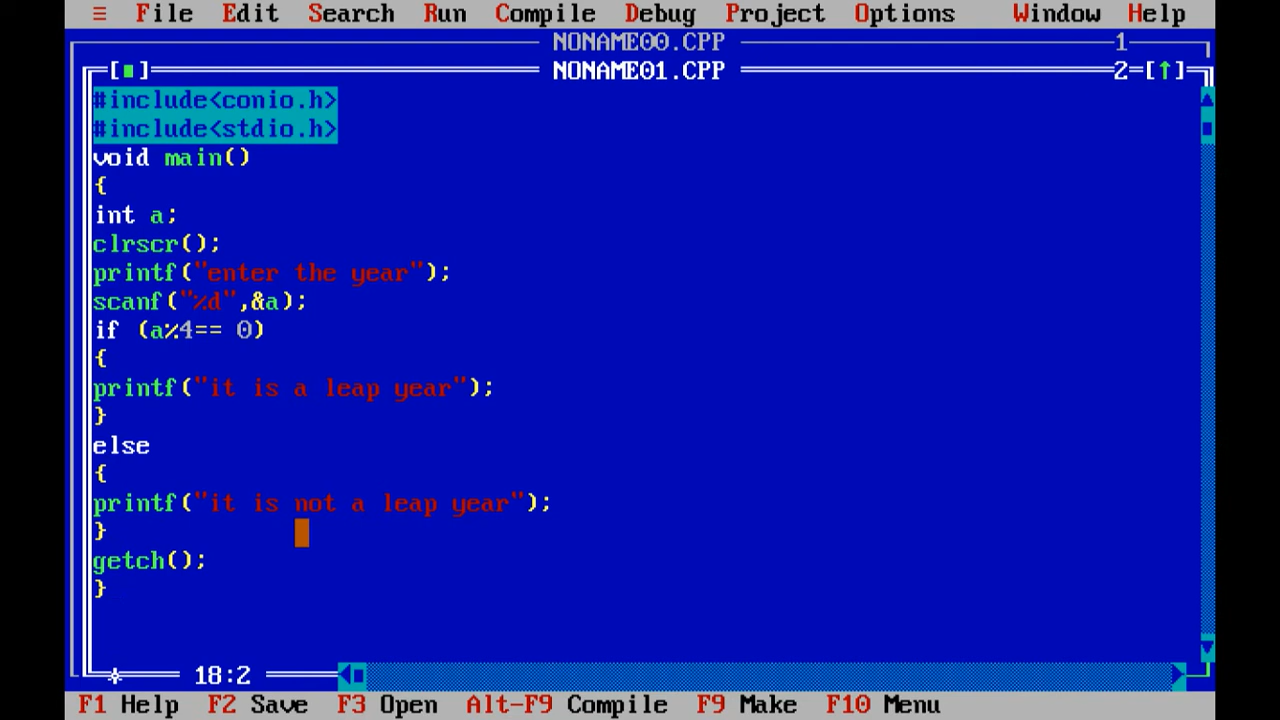 ≡ File Edit Search Run Compile Debug Project Options Window Help
NONAME00.CPP 1
[■] NONAME01.CPP 2=[↑]
#include<conio.h>
#include<stdio.h>
void main()
{
int a;
clrscr();
printf("enter the year");
scanf("%d",&a);
if (a%4== 0)
{
printf("it is a leap year");
}
else
{
printf("it is not a leap year");
}
getch();
}
18:2
F1 Help F2 Save F3 Open Alt-F9 Compile F9 Make F10 Menu